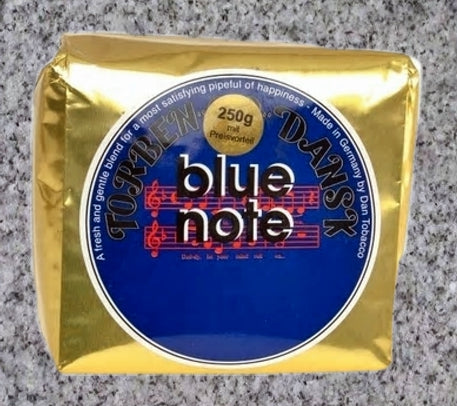 A fresh and gentle blend for a most satisfying pipeful of happiness - Made in Germany by Dan Tobacco
TORBEN DANSK
250g
mit
Preisvorteil
blue
note